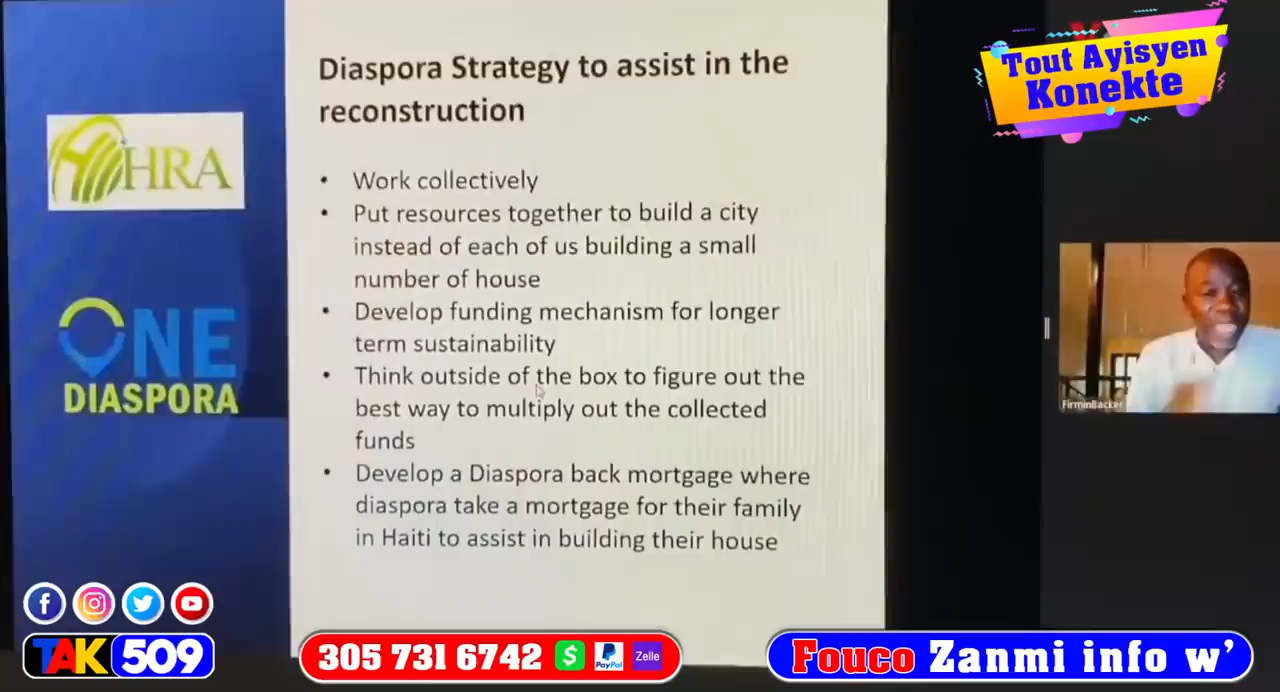 Diaspora Strategy to assist in the
reconstruction
• Work collectively
• Put resources together to build a city
instead of each of us building a small
number of house
• Develop funding mechanism for longer
term sustainability
• Think outside of the box to figure out the
best way to multiply out the collected
funds
• Develop a Diaspora back mortgage where
diaspora take a mortgage for their family
in Haiti to assist in building their house
HRA
ONE
DIASPORA
Tout Ayisyen
Konekte
FirminBacker
TAK 509
305 731 6742 $ PayPal Zelle
Fouco Zanmi info w'